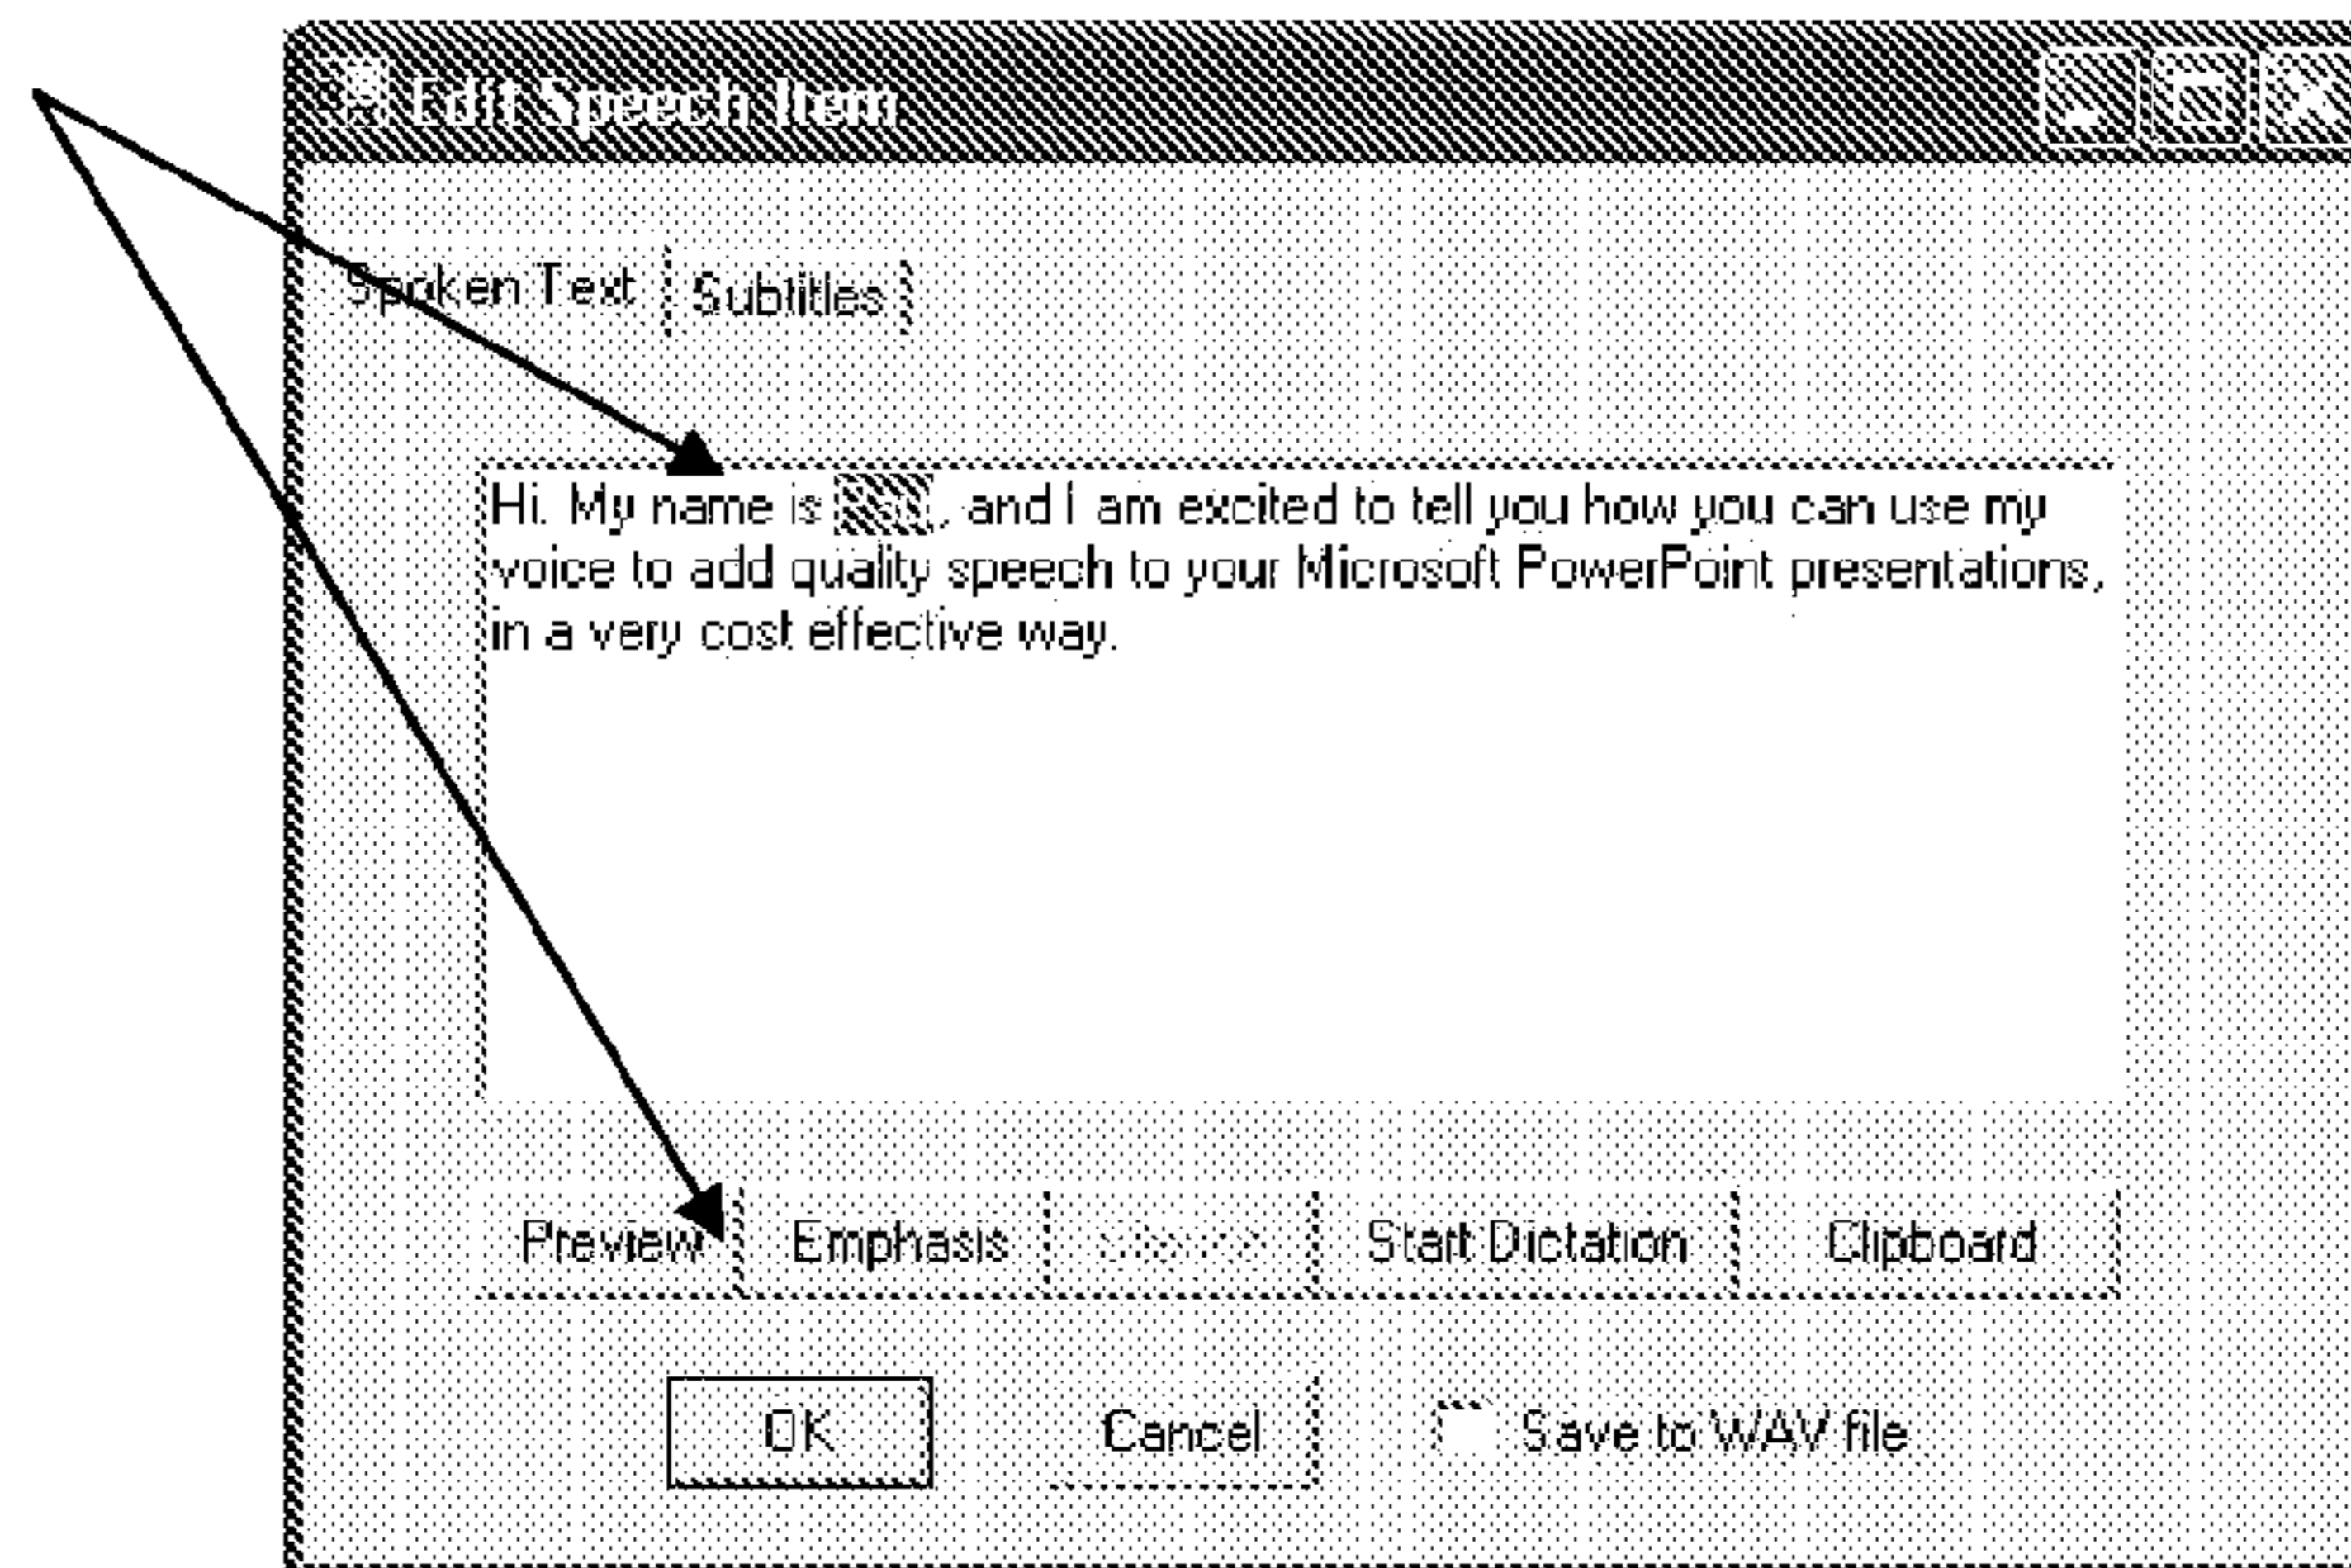 Edit Speech Item
Spoken Text Subtitles
Hi. My name is , and I am excited to tell you how you can use my
voice to add quality speech to your Microsoft PowerPoint presentations,
in a very cost effective way.
Preview Emphasis Start Dictation Clipboard
OK Cancel Save to WAV file